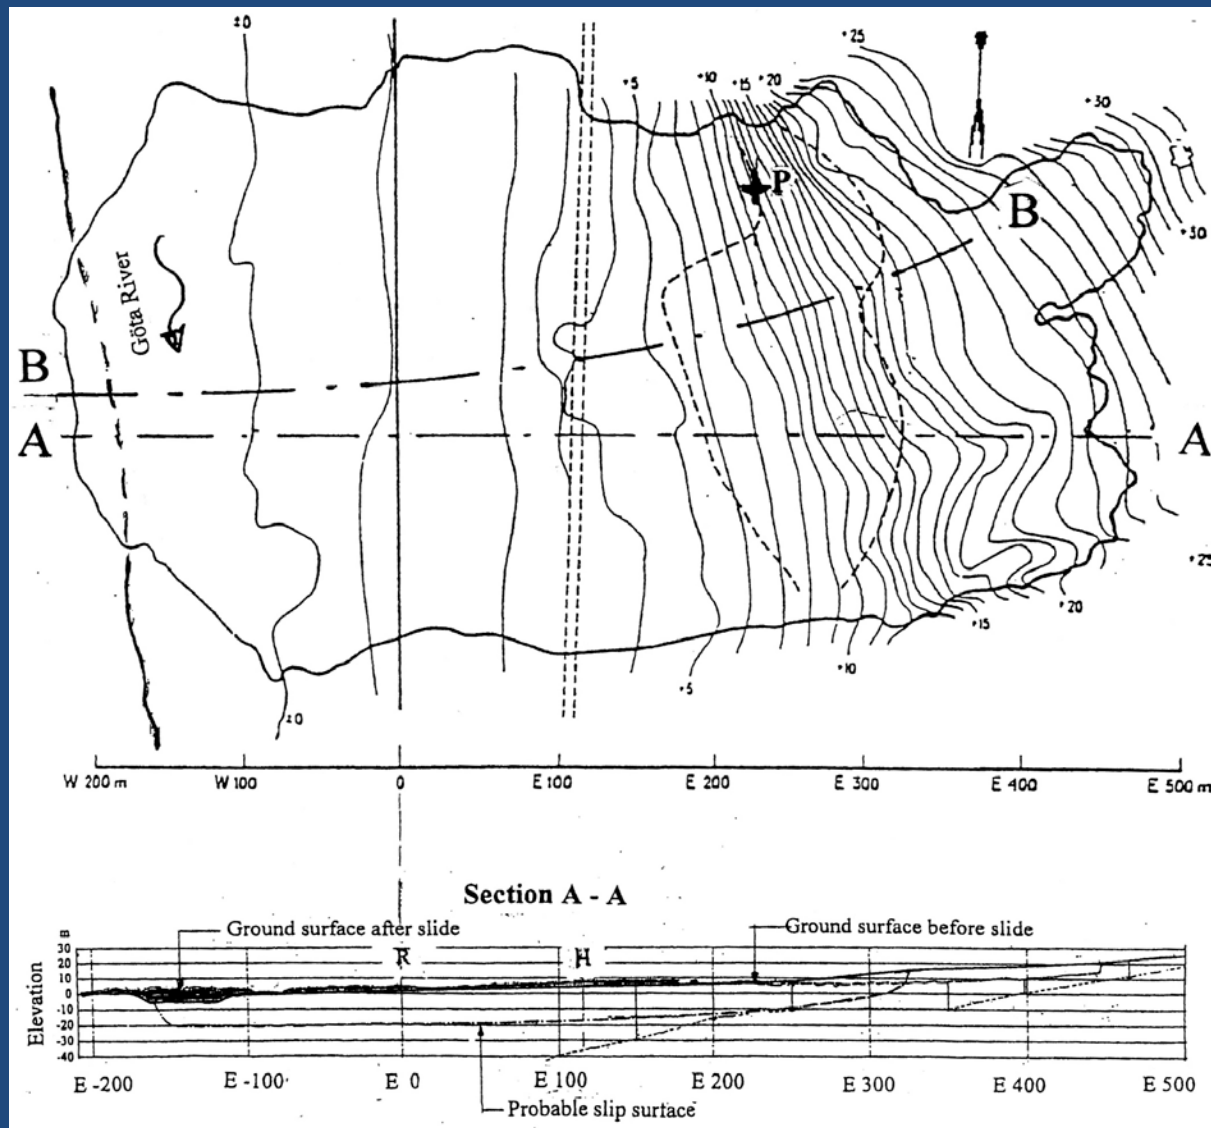 ±0
+25
+5
+10
+15
+20
+30
P
B
+30
Göta River
B
A
A
+25
+20
+15
+10
+5
±0
W 200 m
W 100
0
E 100
E 200
E 300
E 400
E 500 m
Section A - A
Ground surface after slide
Ground surface before slide
m
R
H
30
20
10
0
-10
-20
-30
-40
Elevation
E -200
E -100
E 0
E 100
E 200
E 300
E 400
E 500
Probable slip surface